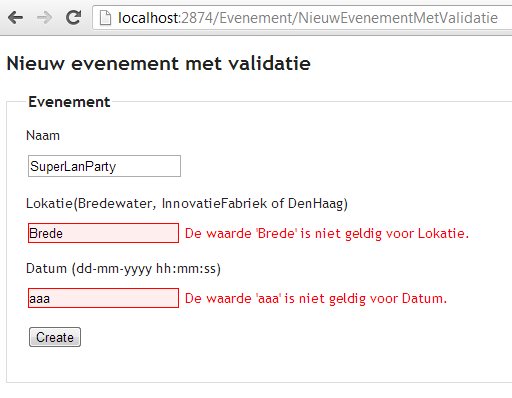 localhost:2874/Evenement/NieuwEvenementMetValidatie
Nieuw evenement met validatie
Evenement
Naam
SuperLanParty
Lokatie(Bredewater, InnovatieFabriek of DenHaag)
Brede De waarde 'Brede' is niet geldig voor Lokatie.
Datum (dd-mm-yyyy hh:mm:ss)
aaa De waarde 'aaa' is niet geldig voor Datum.
Create